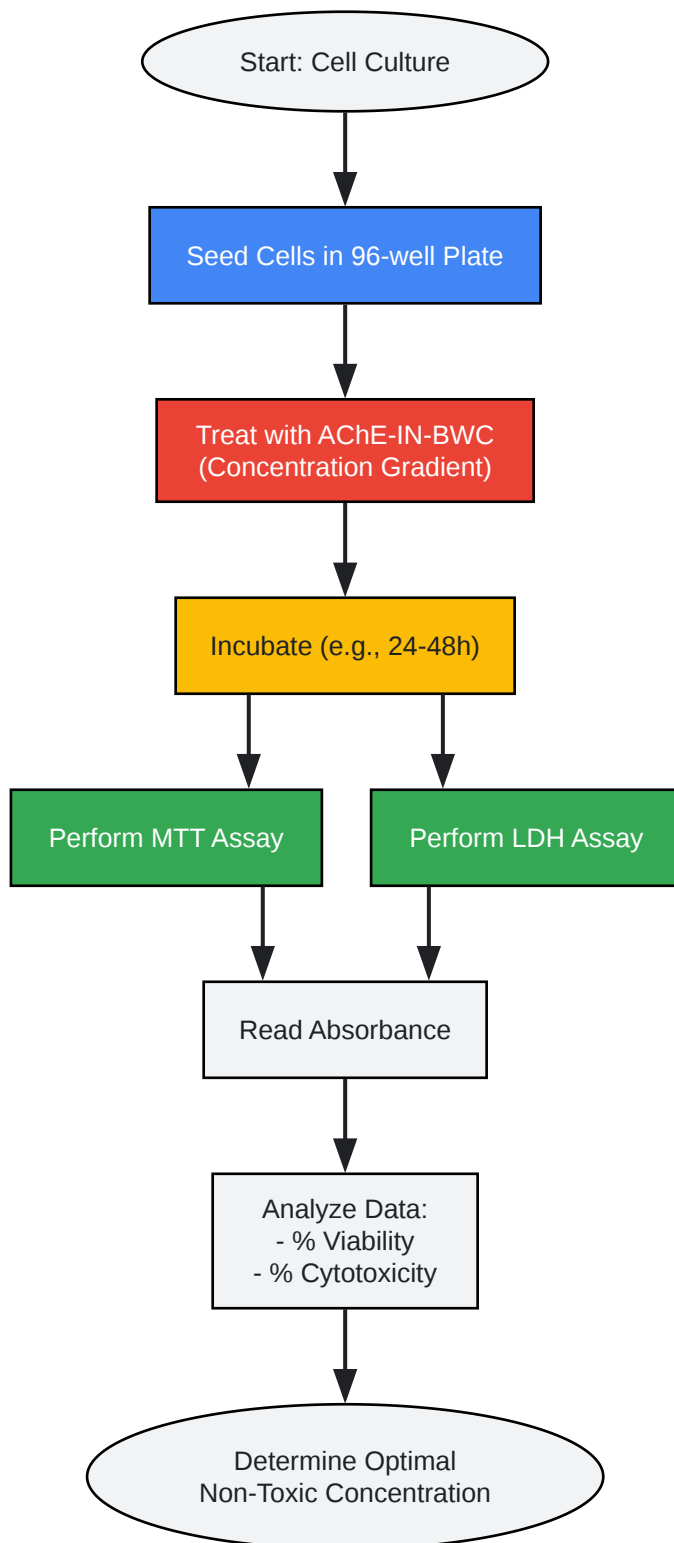 Start: Cell Culture
Seed Cells in 96-well Plate
Treat with AChE-IN-BWC
(Concentration Gradient)
Incubate (e.g., 24-48h)
Perform MTT Assay
Perform LDH Assay
Read Absorbance
Analyze Data:
- % Viability
- % Cytotoxicity
Determine Optimal
Non-Toxic Concentration